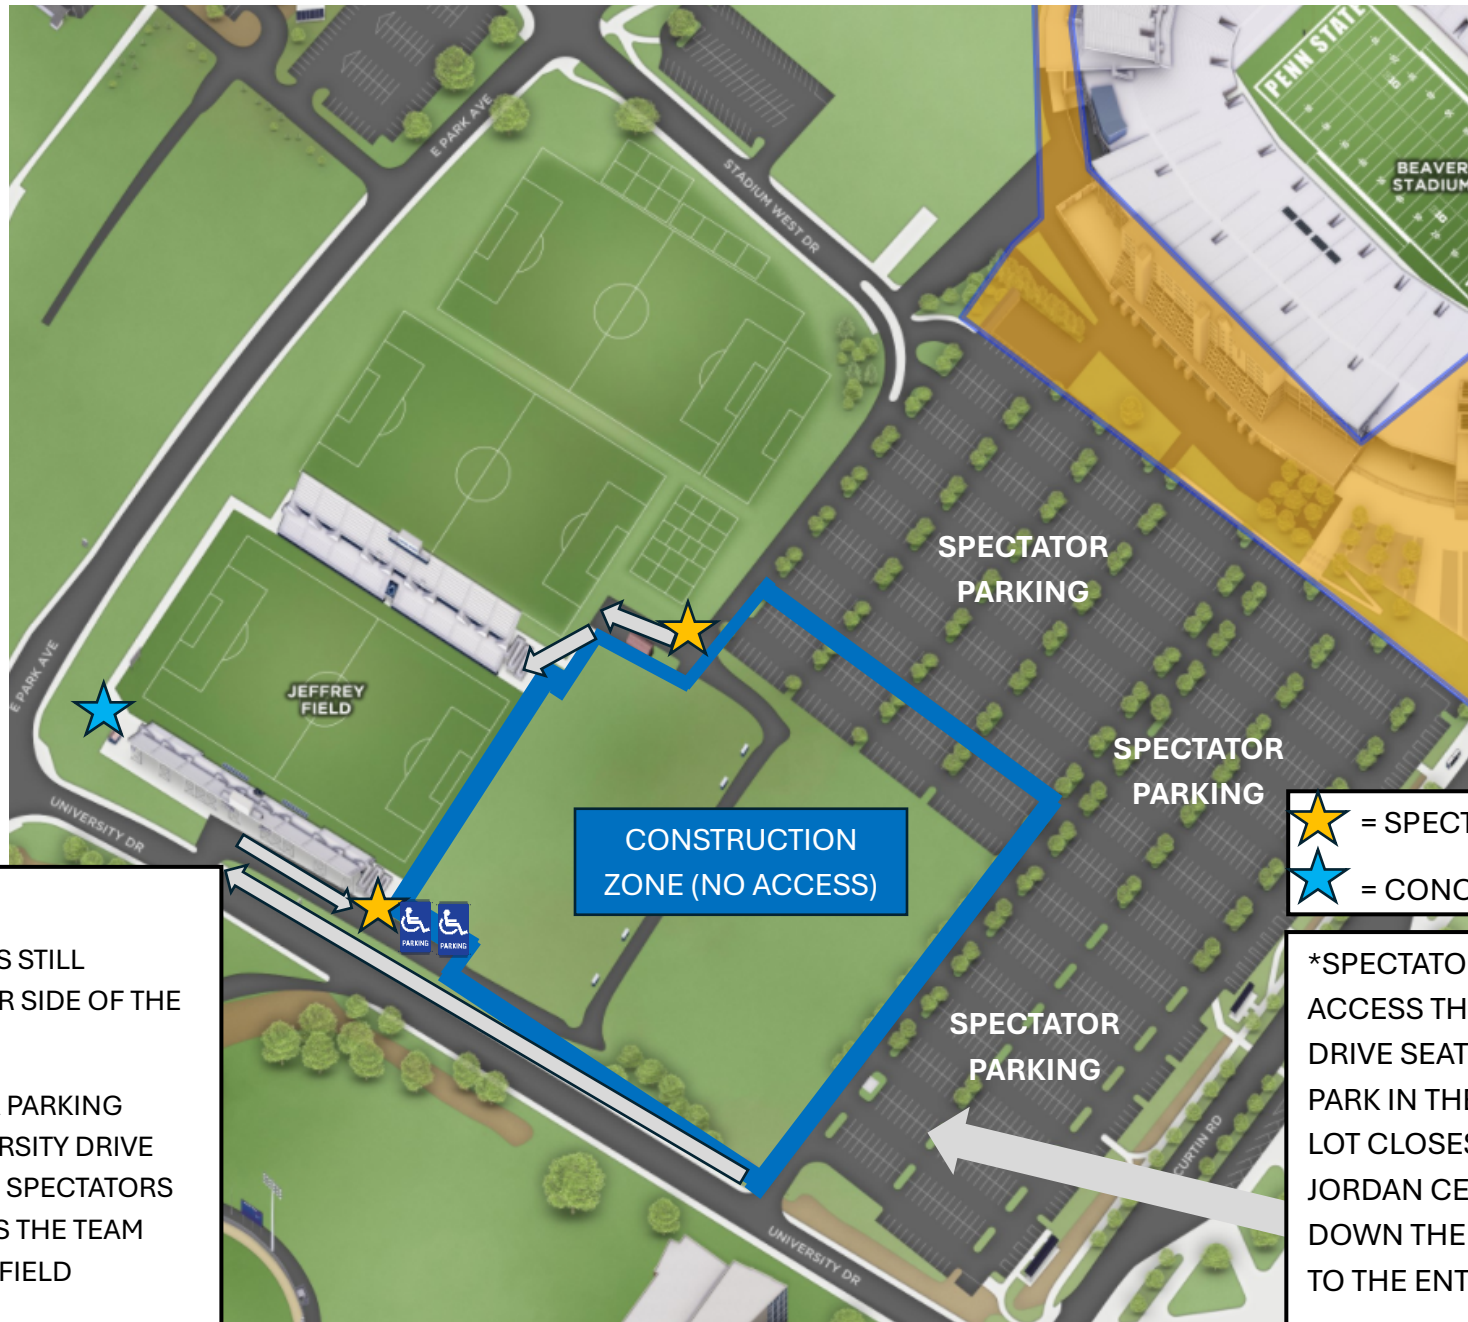 PENN STATE
BEAVER
STADIUM
E PARK AVE
STADIUM WEST DR
SPECTATOR
PARKING
E PARK AVE
JEFFREY
FIELD
SPECTATOR
PARKING
UNIVERSITY DR
CONSTRUCTION
ZONE (NO ACCESS)
= SPECT
= CONC
PARKING
PARKING
S STILL
R SIDE OF THE
PARKING
RSITY DRIVE
SPECTATORS
S THE TEAM
FIELD
SPECTATOR
PARKING
*SPECTATO
ACCESS TH
DRIVE SEAT
PARK IN THE
LOT CLOSES
JORDAN CE
DOWN THE
TO THE ENT
CURTIN RD
UNIVERSITY DR